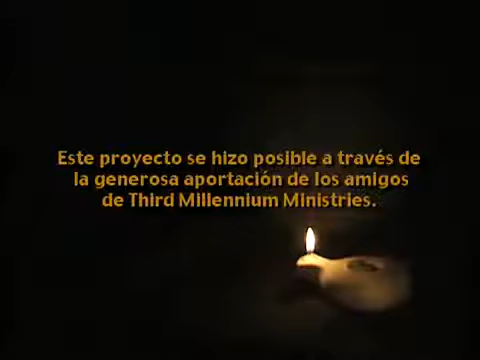 Este proyecto se hizo posible a través de
la generosa aportación de los amigos
de Third Millennium Ministries.